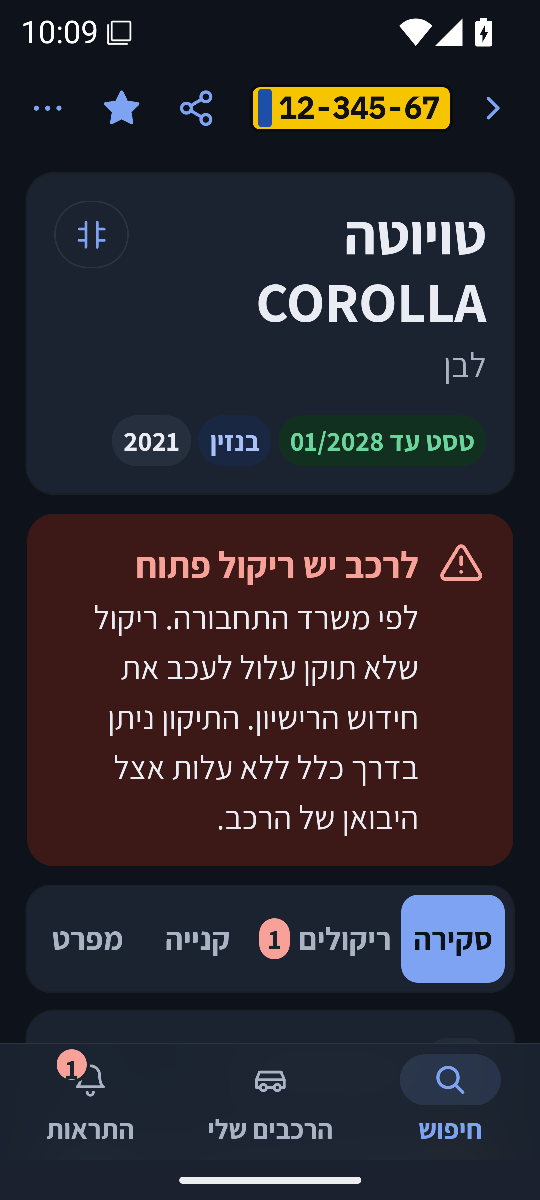 10:09
12-345-67
טויוטה
COROLLA
לבן
טסט עד 01/2028
בנזין
2021
לרכב יש ריקול פתוח
לפי משרד התחבורה. ריקול
שלא תוקן עלול לעכב את
חידוש הרישיון. התיקון ניתן
בדרך כלל ללא עלות אצל
היבואן של הרכב.
סקירה
ריקולים 1
קנייה
מפרט
חיפוש
הרכבים שלי
1
התראות